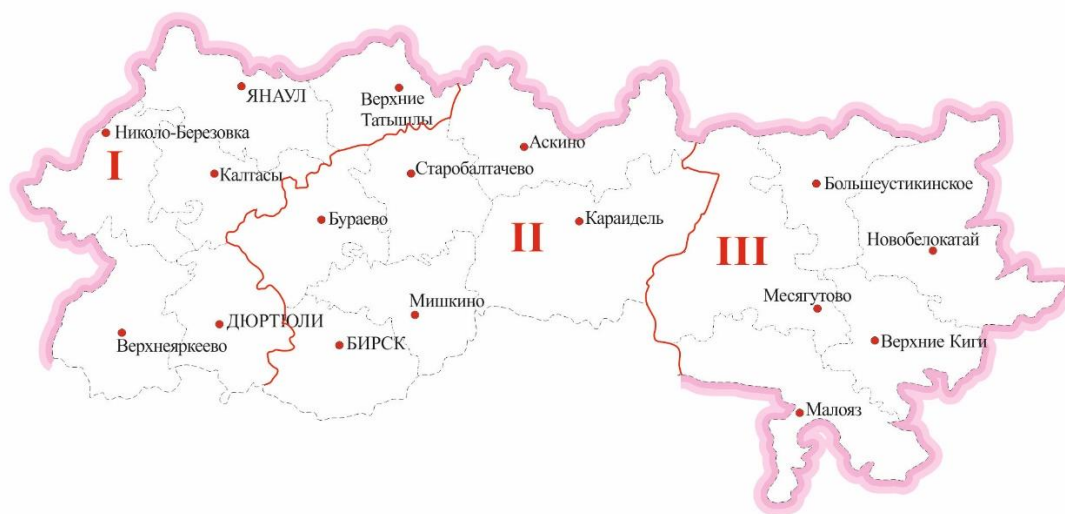 ЯНАУЛ
Верхние
Татышлы
Николо-Березовка
I
Калтасы
Аскино
Старобалтачево
Бураево
II
Караидель
III
Большеустикинское
Новобелокатай
Месягутово
Мишкино
ДЮРТЮЛИ
Верхнеяркеево
БИРСК
Верхние Киги
Малояз